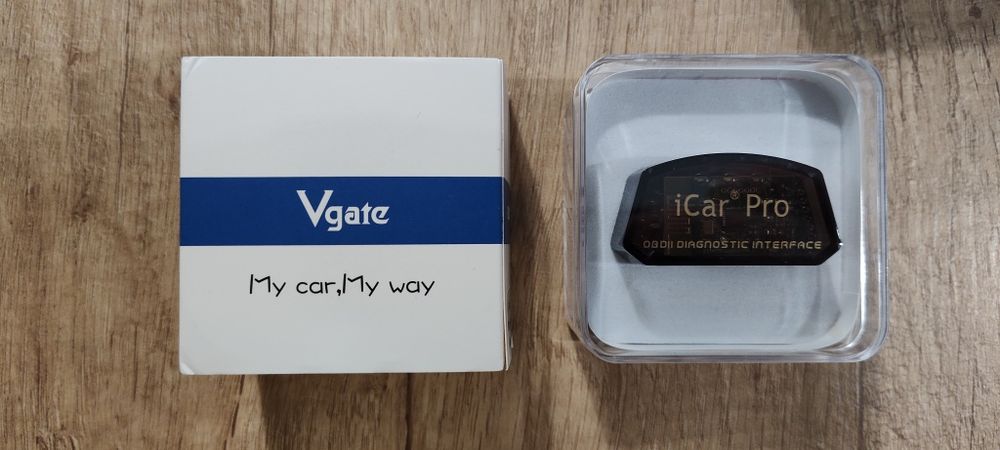 Vgate
My car,My way
iCar® Pro
OBDII DIAGNOSTIC INTERFACE